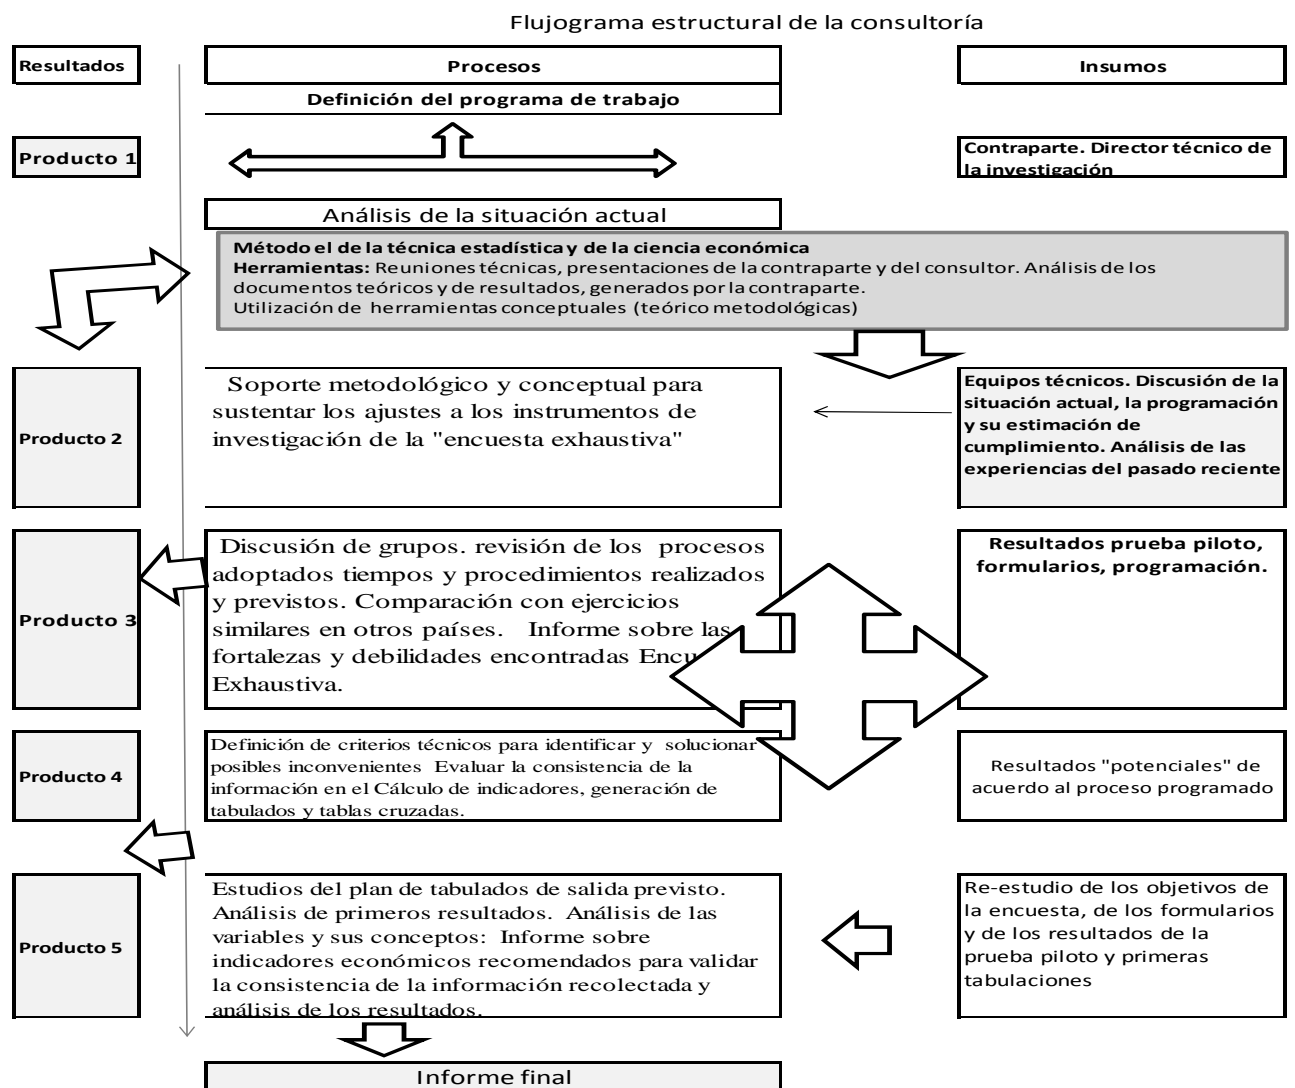 Flujograma estructural de la consultoría
Resultados
Procesos
Insumos
Definición del programa de trabajo
Producto 1
Contraparte. Director técnico de
la investigación
Análisis de la situación actual
Método el de la técnica estadística y de la ciencia económica
Herramientas: Reuniones técnicas, presentaciones de la contraparte y del consultor. Análisis de los
documentos teóricos y de resultados, generados por la contraparte.
Utilización de herramientas conceptuales (teórico metodológicas)
Producto 2
Soporte metodológico y conceptual para
sustentar los ajustes a los instrumentos de
investigación de la "encuesta exhaustiva"
Equipos técnicos. Discusión de la
situación actual, la programación
y su estimación de
cumplimiento. Análisis de las
experiencias del pasado reciente
Producto 3
Discusión de grupos. revisión de los procesos
adoptados tiempos y procedimientos realizados
y previstos. Comparación con ejercicios
similares en otros países. Informe sobre las
fortalezas y debilidades encontradas Encu
Exhaustiva.
Resultados prueba piloto,
formularios, programación.
Producto 4
Definición de criterios técnicos para identificar y solucionar
posibles inconvenientes Evaluar la consistencia de la
información en el Cálculo de indicadores, generación de
tabulados y tablas cruzadas.
Resultados "potenciales" de
acuerdo al proceso programado
Producto 5
Estudios del plan de tabulados de salida previsto.
Análisis de primeros resultados. Análisis de las
variables y sus conceptos: Informe sobre
indicadores económicos recomendados para validar
la consistencia de la información recolectada y
análisis de los resultados.
Re-estudio de los objetivos de
la encuesta, de los formularios
y de los resultados de la
prueba piloto y primeras
tabulaciones
Informe final